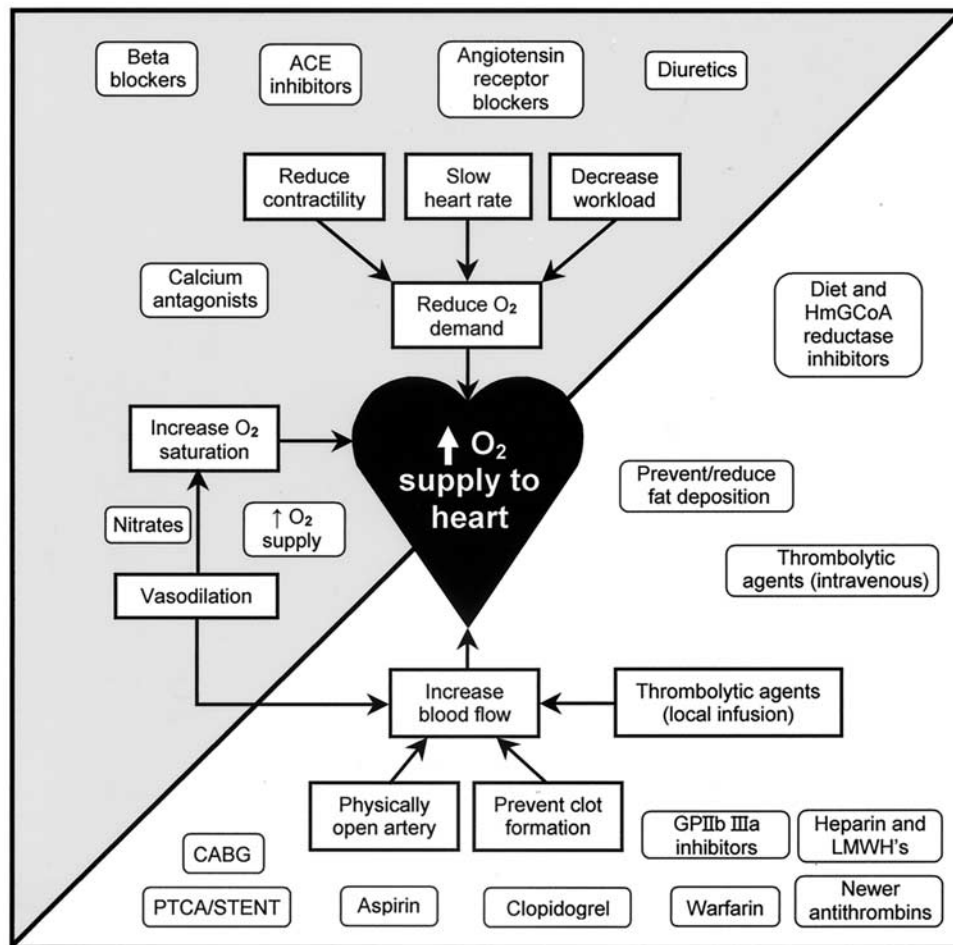 Beta
blockers
ACE
inhibitors
Angiotensin
receptor
blockers
Diuretics
Reduce
contractility
Slow
heart rate
Decrease
workload
Calcium
antagonists
Reduce O₂
demand
Diet and
HmGCoA
reductase
inhibitors
Increase O₂
saturation
↑ O₂
supply to
heart
Prevent/reduce
fat deposition
Nitrates
↑ O₂
supply
Thrombolytic
agents (intravenous)
Vasodilation
Increase
blood flow
Thrombolytic agents
(local infusion)
Physically
open artery
Prevent clot
formation
GPIIb IIIa
inhibitors
Heparin and
LMWH's
CABG
PTCA/STENT
Aspirin
Clopidogrel
Warfarin
Newer
antithrombins